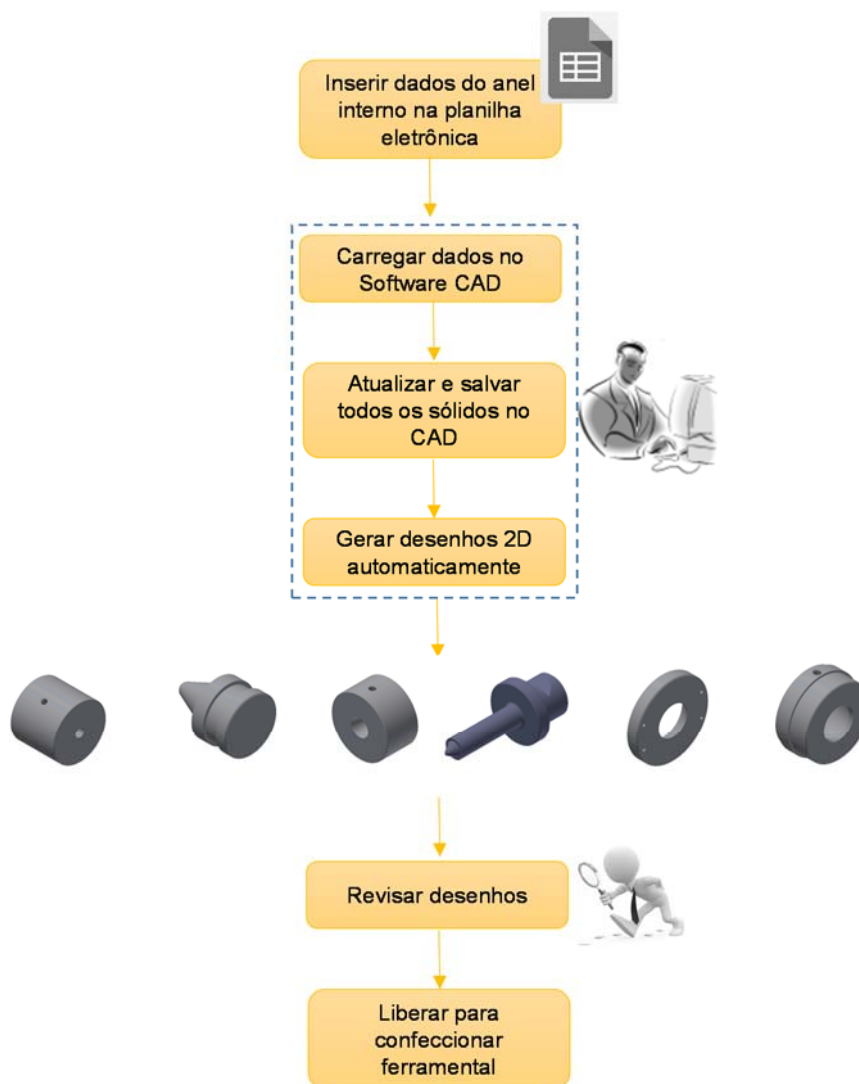 Inserir dados do anel
interno na planilha
eletrônica
Carregar dados no
Software CAD
Atualizar e salvar
todos os sólidos no
CAD
Gerar desenhos 2D
automaticamente
Revisar desenhos
Liberar para
confeccionar
ferramental